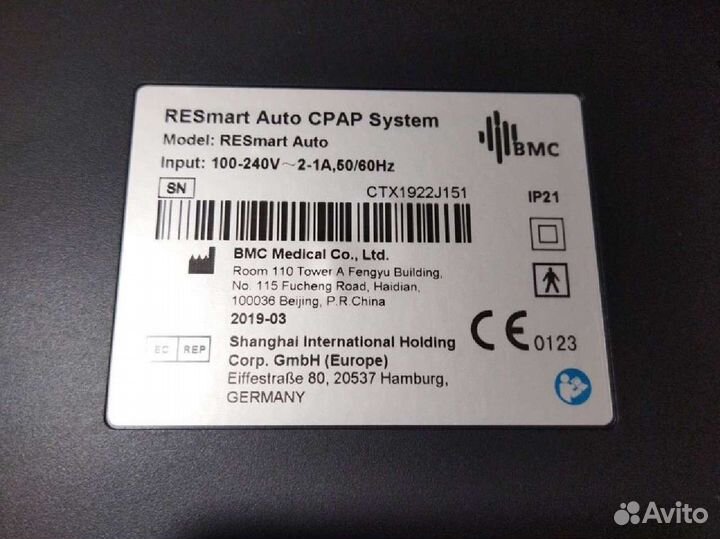 RESmart Auto CPAP System
Model: RESmart Auto
Input: 100-240V～2-1A,50/60Hz
BMC
SN CTX1922J151
IP21
BMC Medical Co., Ltd.
Room 110 Tower A Fengyu Building,
No. 115 Fucheng Road, Haidian,
100036 Beijing, P.R China
2019-03
EC REP
Shanghai International Holding
Corp. GmbH (Europe)
Eiffestraße 80, 20537 Hamburg,
GERMANY
CE 0123
Avito